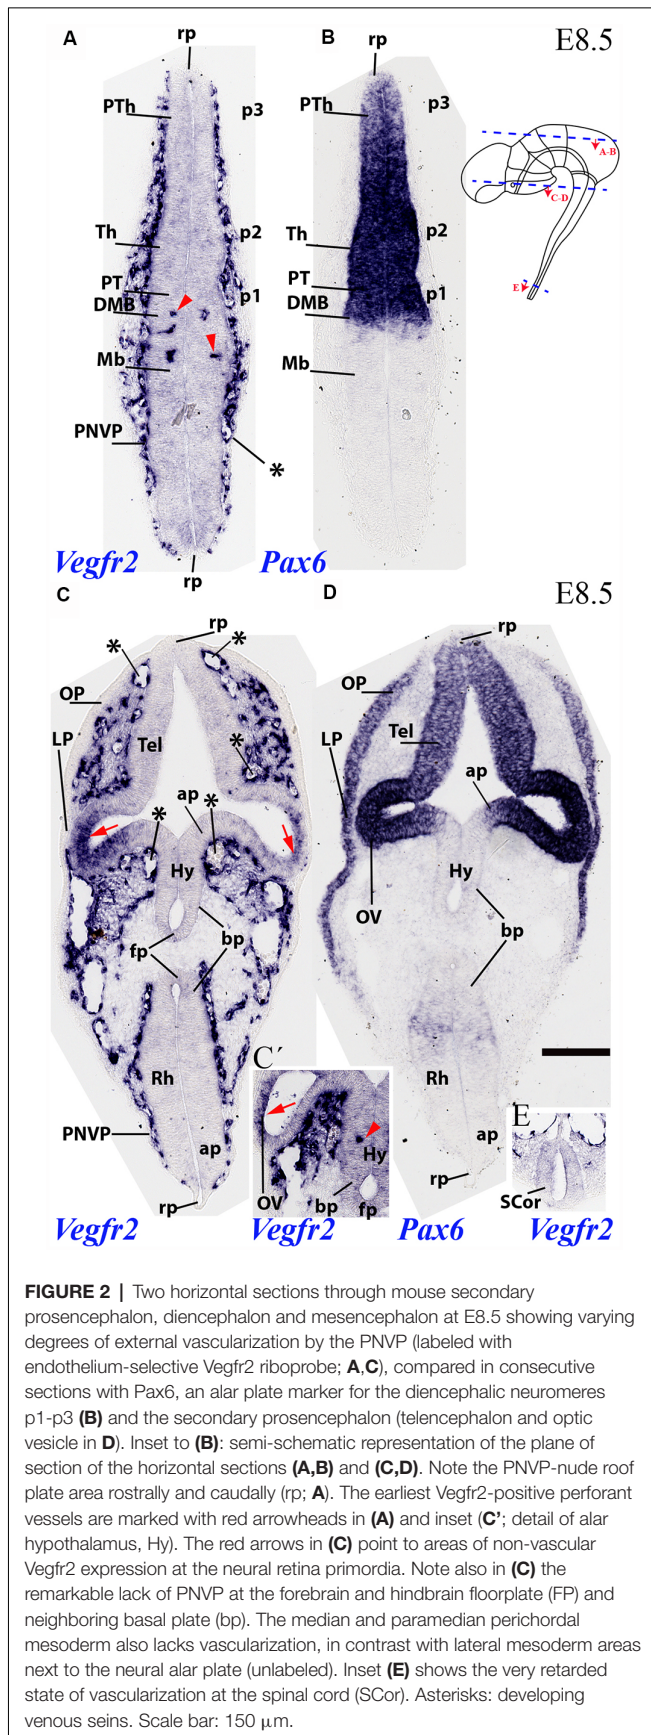 A
rp
B
rp
E8.5
PTh
p3
PTh
p3
A-B
Th
p2
Th
p2
C-D
PT
p1
PT
p1
E
DMB
DMB
Mb
Mb
PNVP
*
Vegfr2
rp
Pax6
C
rp
D
rp
E8.5
*
*
OP
OP
LP
Tel
*
LP
Tel
*
ap
ap
Hy
Hy
OV
fp
bp
bp
Rh
C´
Rh
E
PNVP
ap
Hy
ap
OV
bp
fp
rp
SCor
rp
Vegfr2
Vegfr2
Pax6
Vegfr2
FIGURE 2 | Two horizontal sections through mouse secondary
prosencephalon, diencephalon and mesencephalon at E8.5 showing varying
degrees of external vascularization by the PNVP (labeled with
endothelium-selective Vegfr2 riboprobe; A,C), compared in consecutive
sections with Pax6, an alar plate marker for the diencephalic neuromeres
p1-p3 (B) and the secondary prosencephalon (telencephalon and optic
vesicle in D). Inset to (B): semi-schematic representation of the plane of
section of the horizontal sections (A,B) and (C,D). Note the PNVP-nude roof
plate area rostrally and caudally (rp; A). The earliest Vegfr2-positive perforant
vessels are marked with red arrowheads in (A) and inset (C’; detail of alar
hypothalamus, Hy). The red arrows in (C) point to areas of non-vascular
Vegfr2 expression at the neural retina primordia. Note also in (C) the
remarkable lack of PNVP at the forebrain and hindbrain floorplate (FP) and
neighboring basal plate (bp). The median and paramedian perichordal
mesoderm also lacks vascularization, in contrast with lateral mesoderm areas
next to the neural alar plate (unlabeled). Inset (E) shows the very retarded
state of vascularization at the spinal cord (SCor). Asterisks: developing
venous seins. Scale bar: 150 μm.